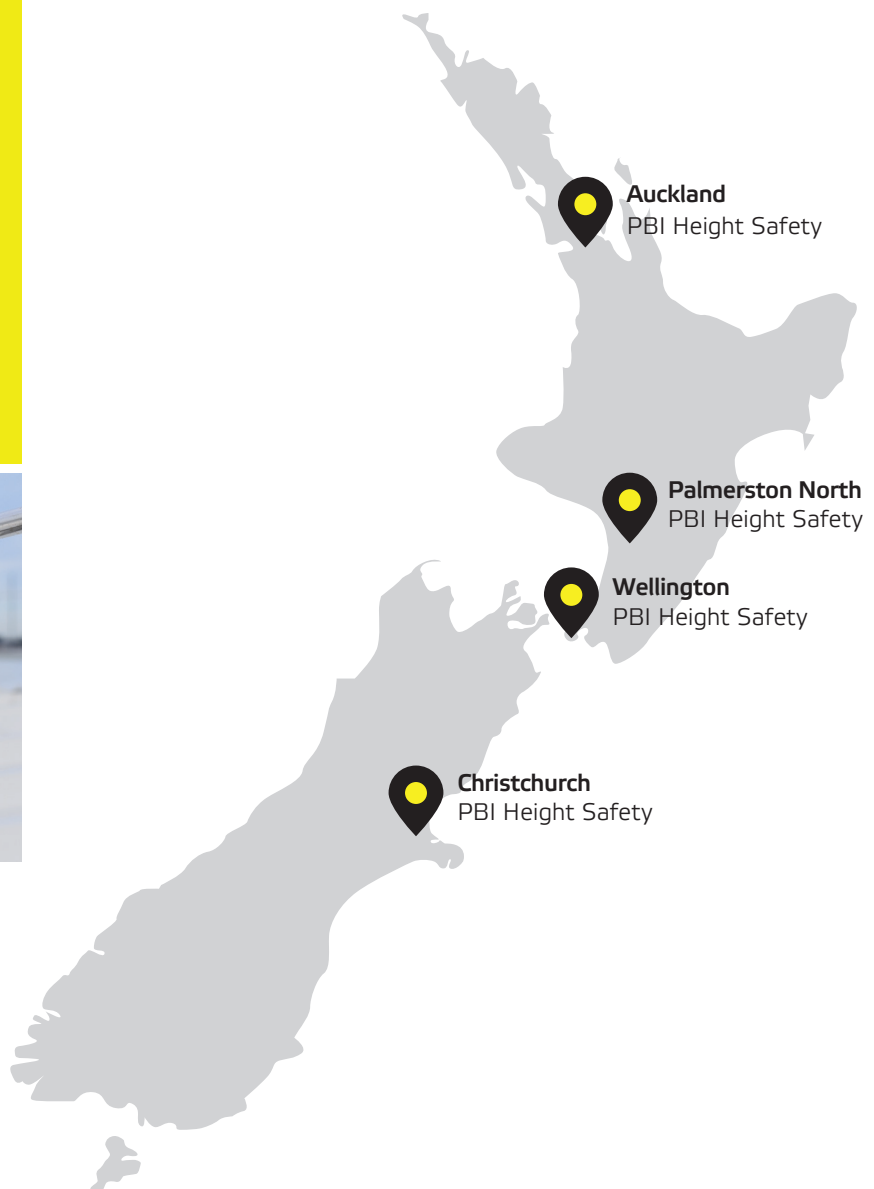 Auckland
PBI Height Safety
Palmerston North
PBI Height Safety
Wellington
PBI Height Safety
Christchurch
PBI Height Safety